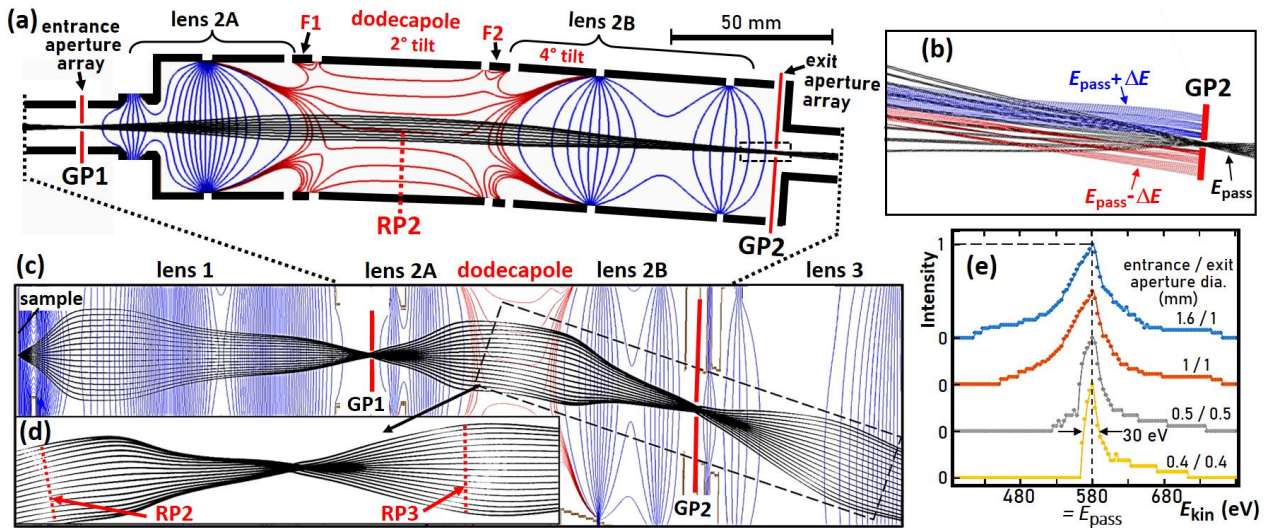 (a)
lens 2A
F1
dodecapole
2° tilt
F2
lens 2B
4° tilt
50 mm
entrance
aperture
array
exit
aperture
array
GP1
RP2
GP2
(b)
Epass+ΔE
GP2
Epass-ΔE
Epass
(c)
lens 1
lens 2A
dodecapole
lens 2B
lens 3
sample
GP1
GP2
(d)
RP2
RP3
(e)
Intensity
1
0
0
0
0
entrance / exit
aperture dia.
(mm)
1.6 / 1
1 / 1
0.5 / 0.5
30 eV
0.4 / 0.4
480 580 680 Ekin (eV)
= Epass